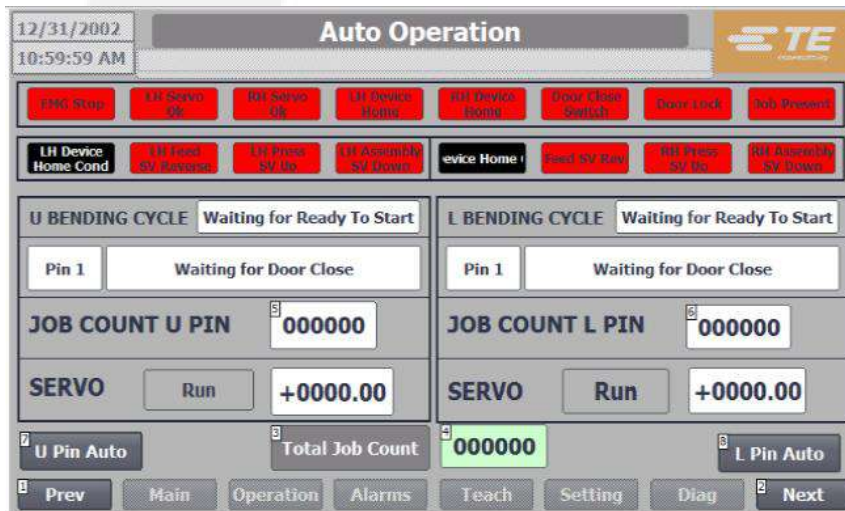 12/31/2002
Auto Operation
TE
connectivity
10:59:59 AM
EMG Stop
LH Servo
Ok
RH Servo
Ok
LH Device
Home
RH Device
Home
Door Close
Switch
Door Lock
Job Present
LH Device
Home Cond
LH Feed
SV Reverse
LH Press
SV Up
LH Assembly
SV Down
evice Home
Feed SV Rev
RH Press
SV Up
RH Assembly
SV Down
U BENDING CYCLE Waiting for Ready To Start
Pin 1 Waiting for Door Close
5
JOB COUNT U PIN 000000
SERVO Run +0000.00
L BENDING CYCLE Waiting for Ready To Start
Pin 1 Waiting for Door Close
6
JOB COUNT L PIN 000000
SERVO Run +0000.00
7
U Pin Auto
3
Total Job Count
4
000000
8
L Pin Auto
1
Prev
Main
Operation
Alarms
Teach
Setting
Diag
2
Next